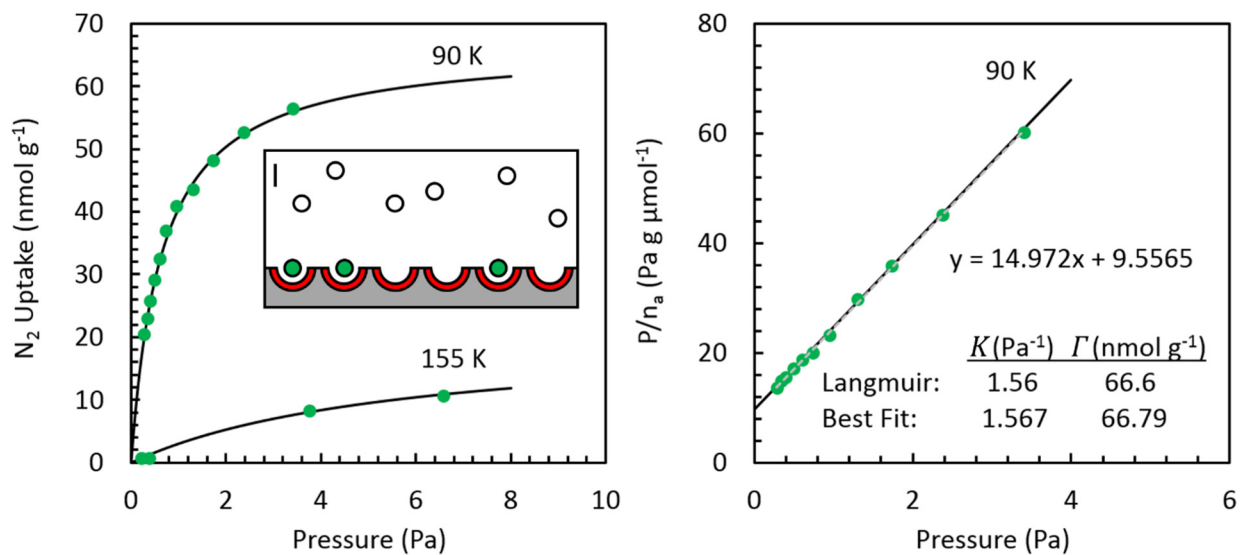 70
60
50
40
30
20
10
0
0
2
4
6
8
10
N₂ Uptake (nmol g⁻¹)
Pressure (Pa)
90 K
155 K
80
60
40
20
0
0
2
4
6
P/nₐ (Pa g μmol⁻¹)
Pressure (Pa)
90 K
y = 14.972x + 9.5565
K (Pa⁻¹) Γ (nmol g⁻¹)
Langmuir: 1.56 66.6
Best Fit: 1.567 66.79